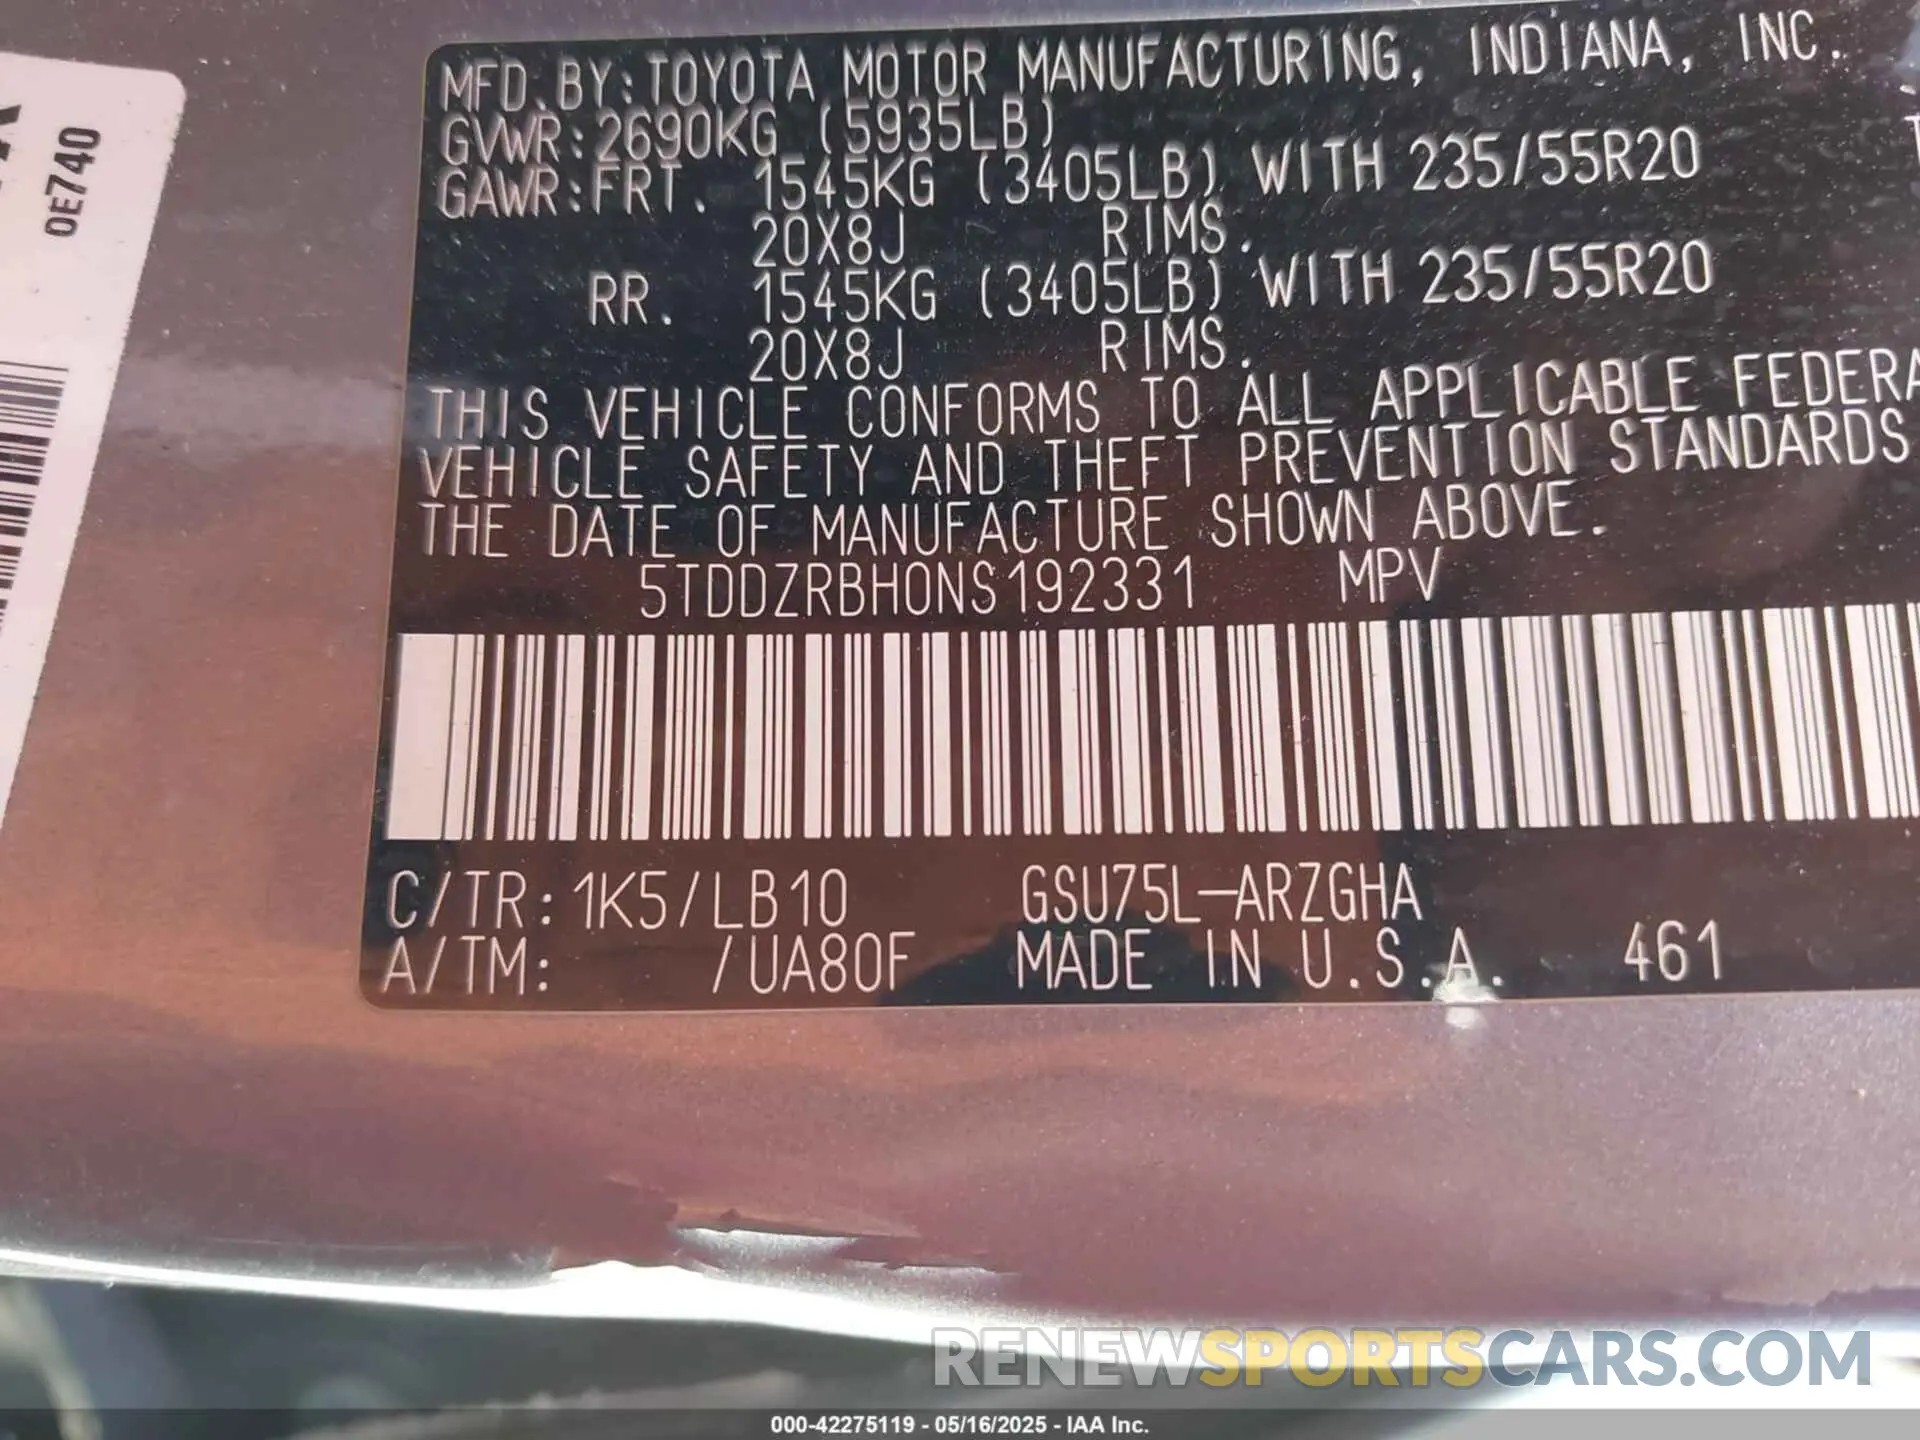 MFD. BY: TOYOTA MOTOR MANUFACTURING, INDIANA, INC.
GVWR: 2690KG (5935LB)
GAWR: FRT. 1545KG (3405LB) WITH 235/55R20
20X8J RIMS.
RR. 1545KG (3405LB) WITH 235/55R20
20X8J RIMS.
THIS VEHICLE CONFORMS TO ALL APPLICABLE FEDERA
VEHICLE SAFETY AND THEFT PREVENTION STANDARDS
THE DATE OF MANUFACTURE SHOWN ABOVE.
5TDDZRBH0NS192331 MPV
C/TR: 1K5/LB10 GSU75L-ARZGHA
A/TM: /UA80F MADE IN U.S.A. 461
0E740
RENEWSPORTSCARS.COM
000-42275119 - 05/16/2025 - IAA Inc.